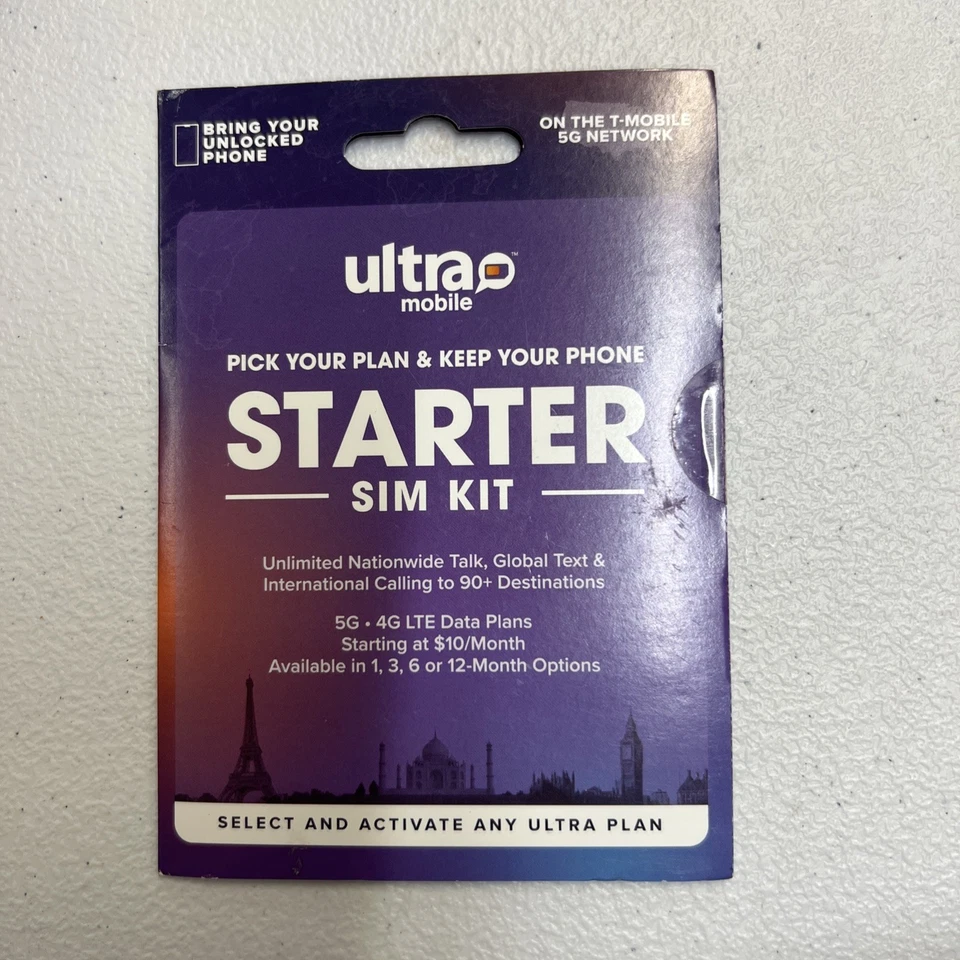 BRING YOUR
UNLOCKED
PHONE
ON THE T-MOBILE
5G NETWORK
ultra™
mobile
PICK YOUR PLAN & KEEP YOUR PHONE
STARTER
SIM KIT
Unlimited Nationwide Talk, Global Text &
International Calling to 90+ Destinations
5G • 4G LTE Data Plans
Starting at $10/Month
Available in 1, 3, 6 or 12-Month Options
SELECT AND ACTIVATE ANY ULTRA PLAN